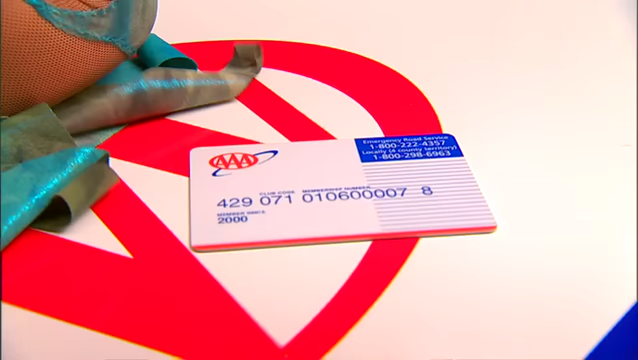 Emergency Road Service
1-800-222-4357
Locally (4 county territory)
1-800-298-6963
AAA
CLUB CODE MEMBERSHIP NUMBER
429 071 010600007 8
MEMBER SINCE
2000